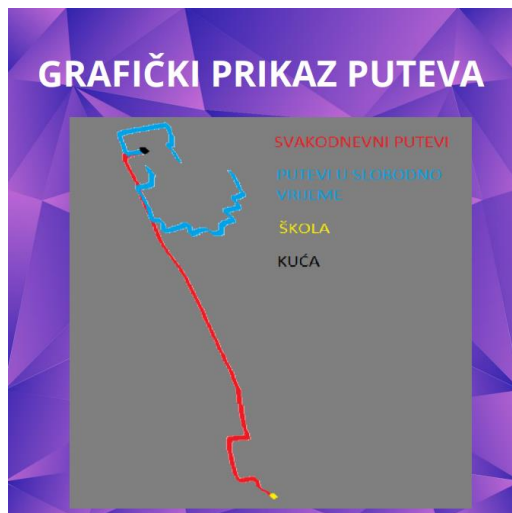 GRAFIČKI PRIKAZ PUTEVA
SVAKODNEVNI PUTEVI
PUTEVI U SLOBODNO
VRIJEME
ŠKOLA
KUĆA